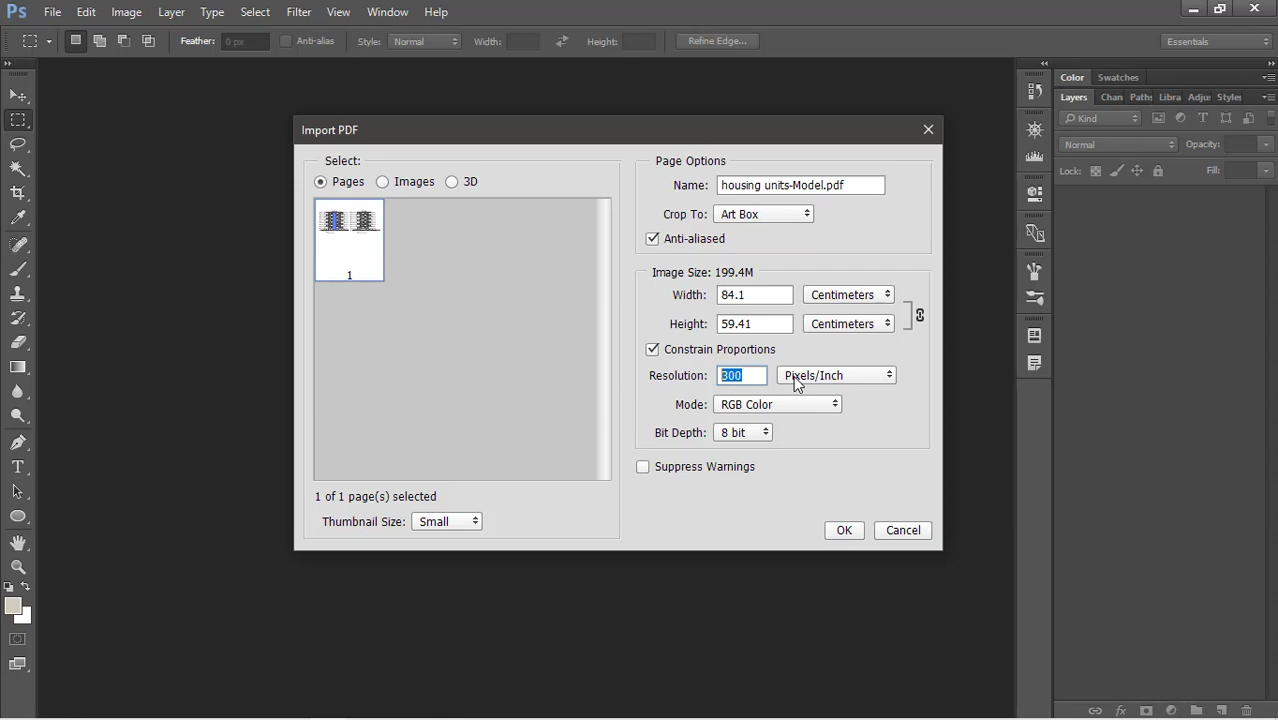 Ps File Edit Image Layer Type Select Filter View Window Help
Feather: 0 px Anti-alias Style: Normal Width: Height: Refine Edge... Essentials
Color Swatches
Layers Chan Paths Libra Adjus Styles
Kind
Normal Opacity:
Lock: Fill:
Import PDF
Select:
Pages Images 3D
1
1 of 1 page(s) selected
Thumbnail Size: Small
Page Options
Name: housing units-Model.pdf
Crop To: Art Box
Anti-aliased
Image Size: 199.4M
Width: 84.1 Centimeters
Height: 59.41 Centimeters
Constrain Proportions
Resolution: 300 Pixels/Inch
Mode: RGB Color
Bit Depth: 8 bit
Suppress Warnings
OK Cancel
T
fx